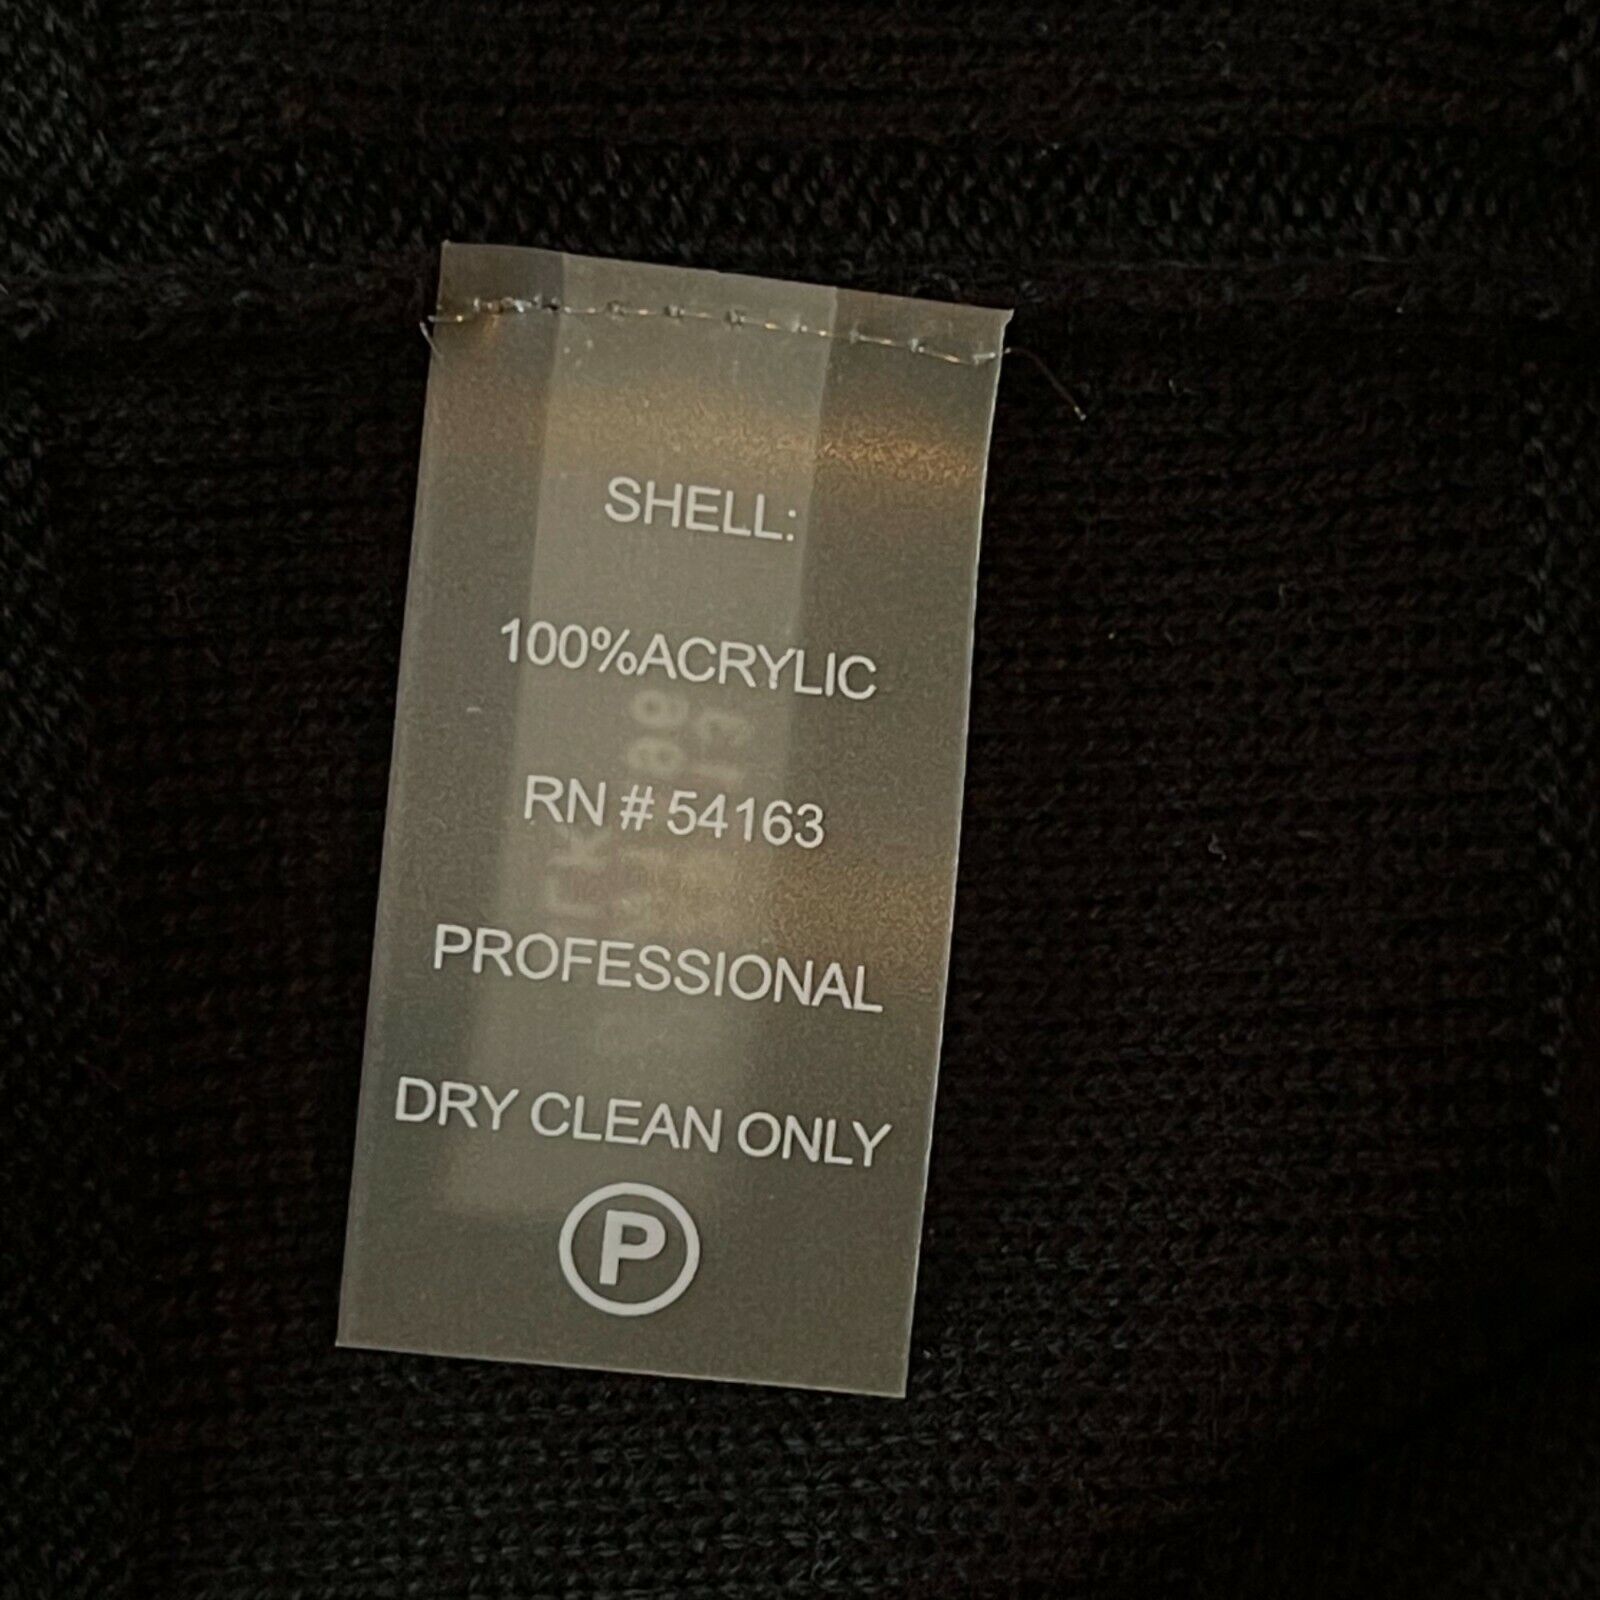 SHELL:
100%ACRYLIC
RN # 54163
PROFESSIONAL
DRY CLEAN ONLY
P